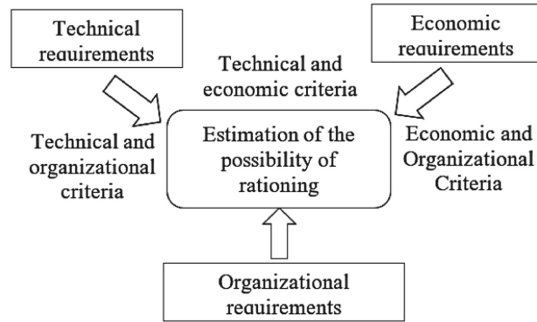 Technical
requirements
Economic
requirements
Technical and
economic criteria
Technical and
organizational
criteria
Estimation of the
possibility of
rationing
Economic and
Organizational
Criteria
Organizational
requirements